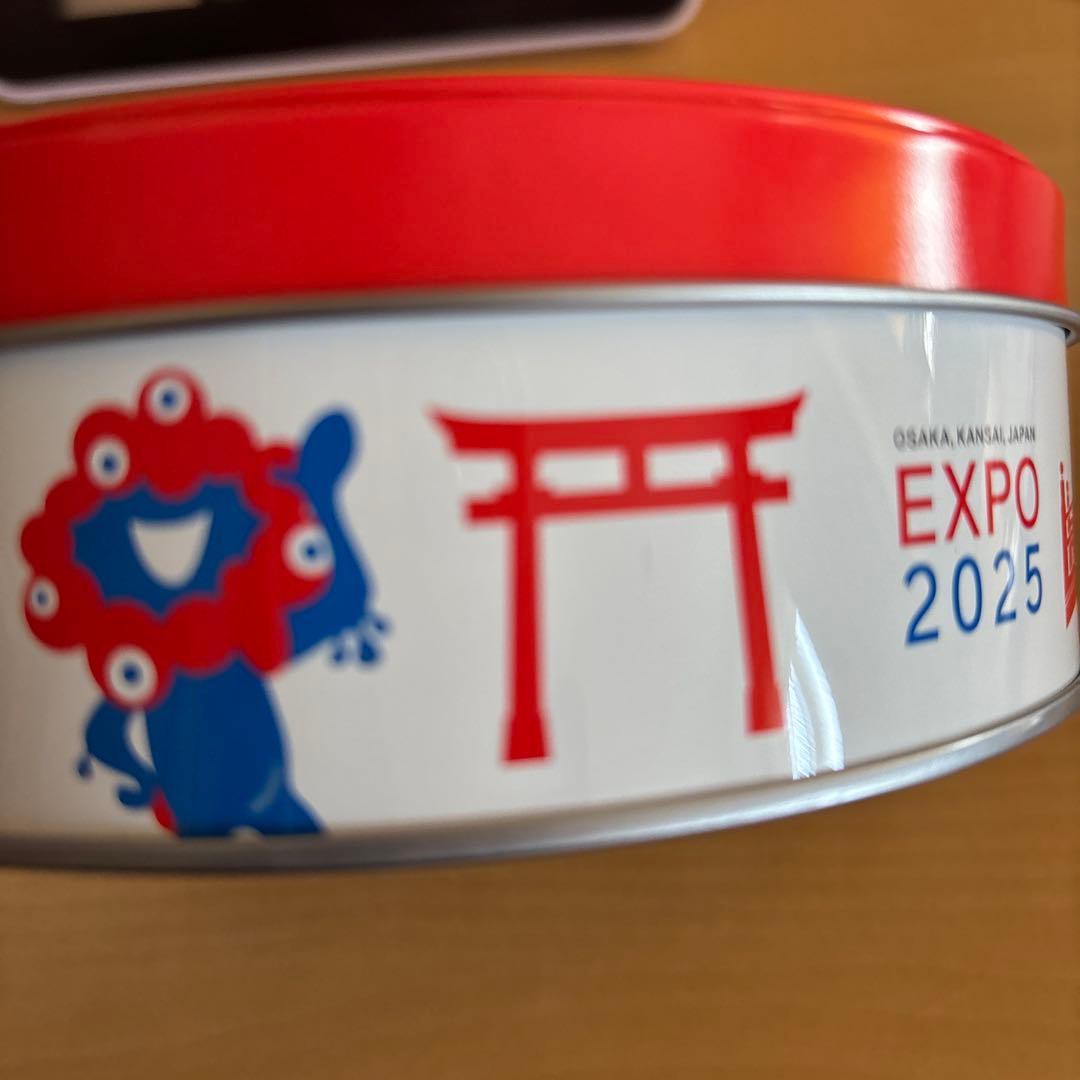 OSAKA, KANSAI, JAPAN
EXPO
2025